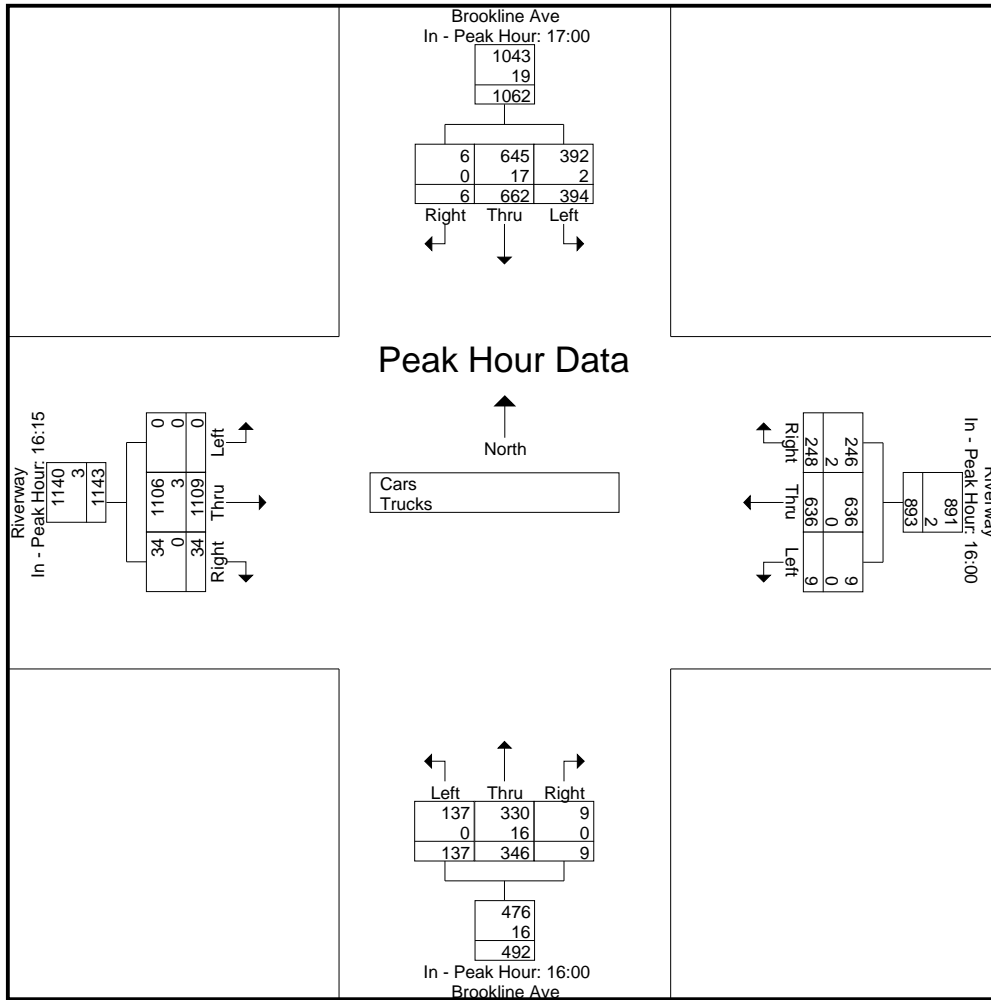 Brookline Ave
In - Peak Hour: 17:00
1043
19
1062
6 645 392
0 17 2
6 662 394
Right Thru Left
Peak Hour Data
North
Cars
Trucks
Riverway
In - Peak Hour: 16:15
1140
3
1143
0 0 0
Left
1106 3 1109
Thru
34 0 34
Right
Riverway
In - Peak Hour: 16:00
891
2
893
246 2 248
Right
636 0 636
Thru
9 0 9
Left
Left Thru Right
137 330 9
0 16 0
137 346 9
476
16
492
In - Peak Hour: 16:00
Brookline Ave